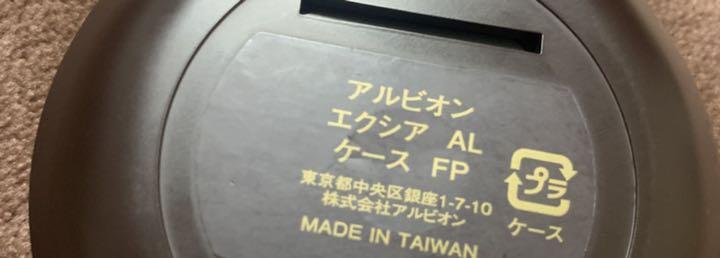 アルビオン
エクシア AL
ケース FP
東京都中央区銀座1-7-10
株式会社アルビオン
MADE IN TAIWAN
プラ
ケース